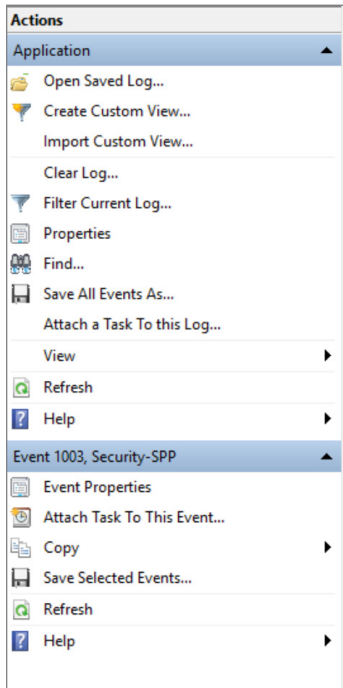 Actions
Application
Open Saved Log...
Create Custom View...
Import Custom View...
Clear Log...
Filter Current Log...
Properties
Find...
Save All Events As...
Attach a Task To this Log...
View
Refresh
Help
Event 1003, Security-SPP
Event Properties
Attach Task To This Event...
Copy
Save Selected Events...
Refresh
Help